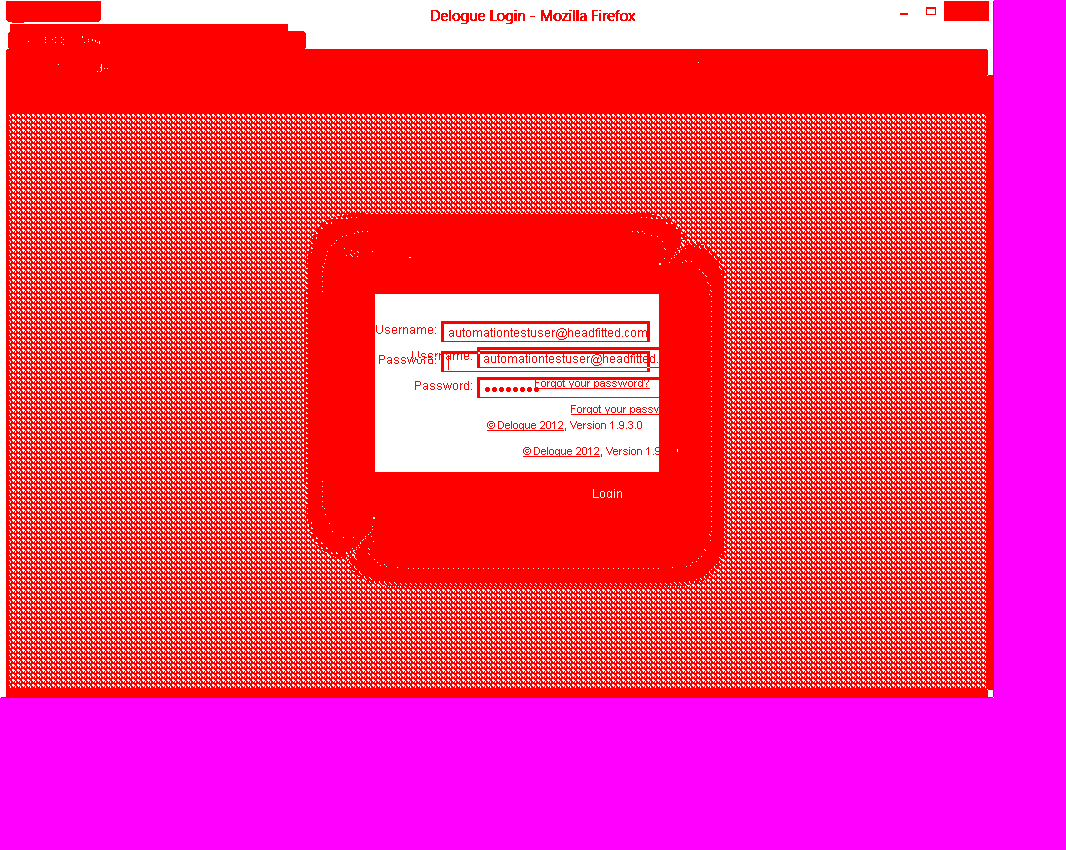 Delogue Login - Mozilla Firefox
Username: automationtestuser@headfitted.com
Username: automationtestuser@headfitted.
Password:
Password: ••••••••
Forgot your password?
Forgot your passv
© Delogue 2012, Version 1.9.3.0
© Delogue 2012, Version 1.9
Login